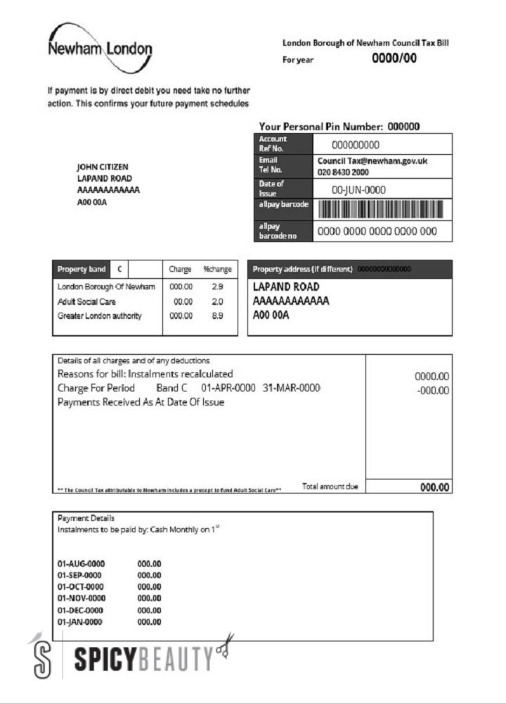 Newham London
London Borough of Newham Council Tax Bill
For year 0000/00
If payment is by direct debit you need take no further
action. This confirms your future payment schedules
Your Personal Pin Number: 000000
Account
Ref No. 000000000
Email Council Tax@newham.gov.uk
Tel No. 020 8430 2000
Date of
Issue 00-JUN-0000
allpay barcode
allpay
barcode no 0000 0000 0000 0000 000
JOHN CITIZEN
LAPAND ROAD
AAAAAAAAAAAA
A00 00A
Property band C Charge %change
London Borough Of Newham 000.00 2.9
Adult Social Care 00.00 2.0
Greater London authority 000.00 8.9
Property address (if different) 0000000000000
LAPAND ROAD
AAAAAAAAAAAA
A00 00A
Details of all charges and of any deductions
Reasons for bill: Instalments recalculated 0000.00
Charge For Period Band C 01-APR-0000 31-MAR-0000 -000.00
Payments Received As At Date Of Issue
** The Council Tax attributable to Newham includes a precept to fund Adult Social Care**
Total amount due 000.00
Payment Details
Instalments to be paid by: Cash Monthly on 1st
01-AUG-0000 000.00
01-SEP-0000 000.00
01-OCT-0000 000.00
01-NOV-0000 000.00
01-DEC-0000 000.00
01-JAN-0000 000.00
S SPICYBEAUTY